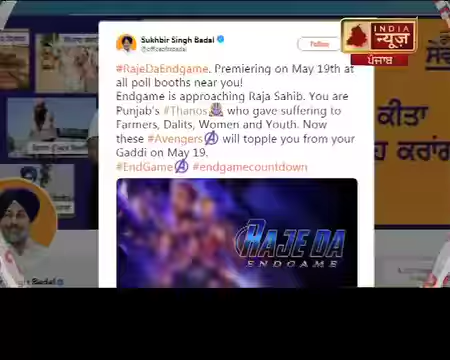 Sukhbir Singh Badal
@officeofssbadal
Follow
INDIA
न्यूज़
ਪੰਜਾਬ
#RajeDaEndgame. Premiering on May 19th at
all poll booths near you!
Endgame is approaching Raja Sahib. You are
Punjab's #Thanos who gave suffering to
Farmers, Dalits, Women and Youth. Now
these #Avengers will topple you from your
Gaddi on May 19.
#EndGame #endgamecountdown
RAJE DA
ENDGAME
ਕੀਤਾ
Badal